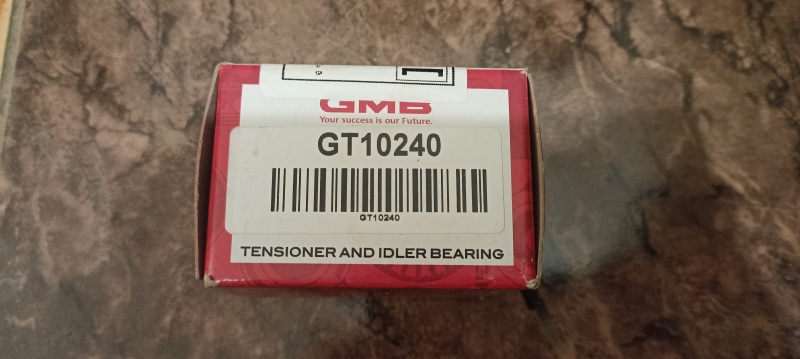 GMB
Your success is our Future.
GT10240
GT10240
TENSIONER AND IDLER BEARING